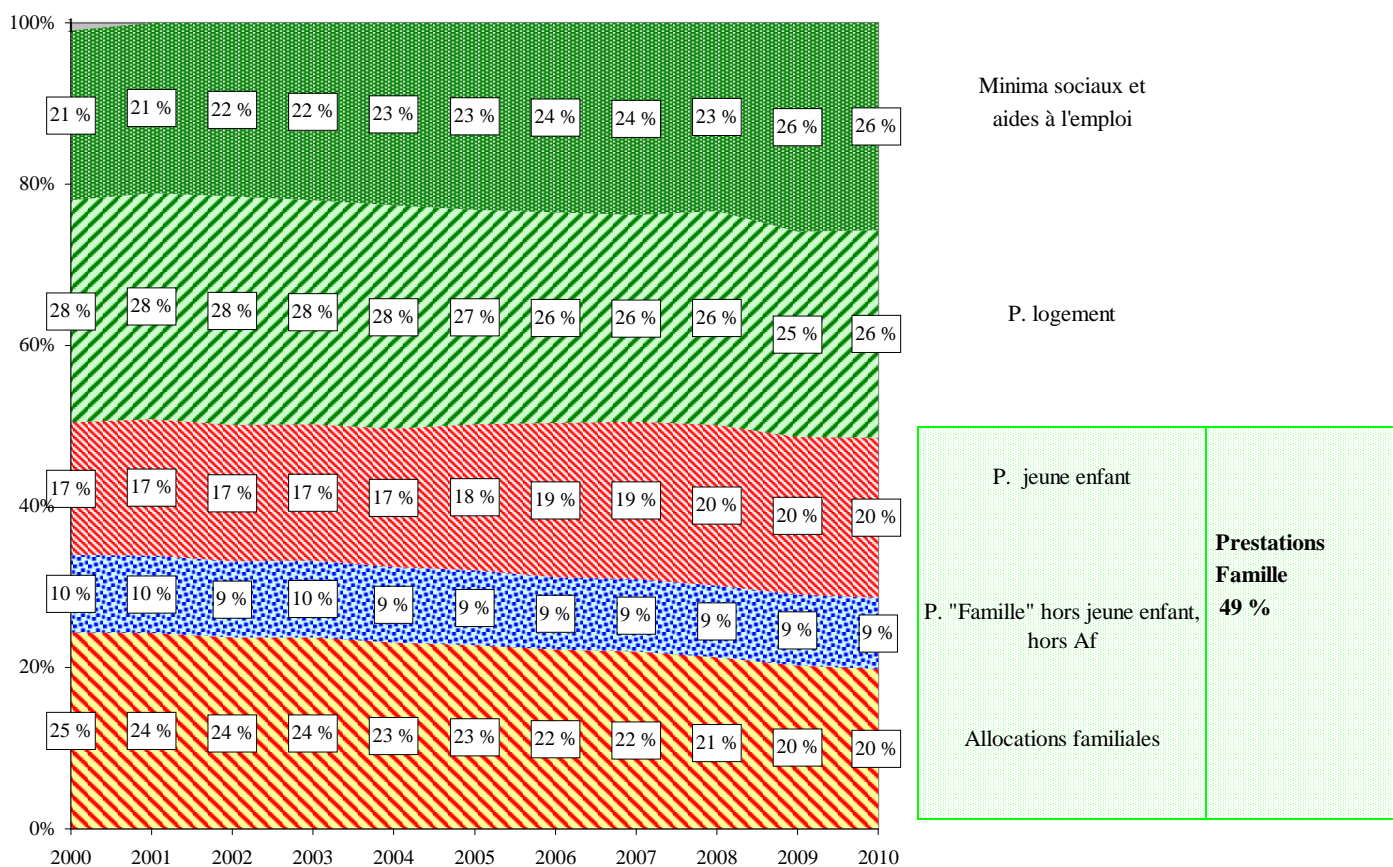 100%
80%
60%
40%
20%
0%
1
21 % 21 % 22 % 22 % 23 % 23 % 24 % 24 % 23 % 26 % 26 %
28 % 28 % 28 % 28 % 28 % 27 % 26 % 26 % 26 % 25 % 26 %
17 % 17 % 17 % 17 % 17 % 18 % 19 % 19 % 20 % 20 % 20 %
10 % 10 % 9 % 10 % 9 % 9 % 9 % 9 % 9 % 9 % 9 %
25 % 24 % 24 % 24 % 23 % 23 % 22 % 22 % 21 % 20 % 20 %
2000 2001 2002 2003 2004 2005 2006 2007 2008 2009 2010
Minima sociaux et
aides à l'emploi
P. logement
P. jeune enfant
P. "Famille" hors jeune enfant,
hors Af
Allocations familiales
Prestations
Famille
49 %